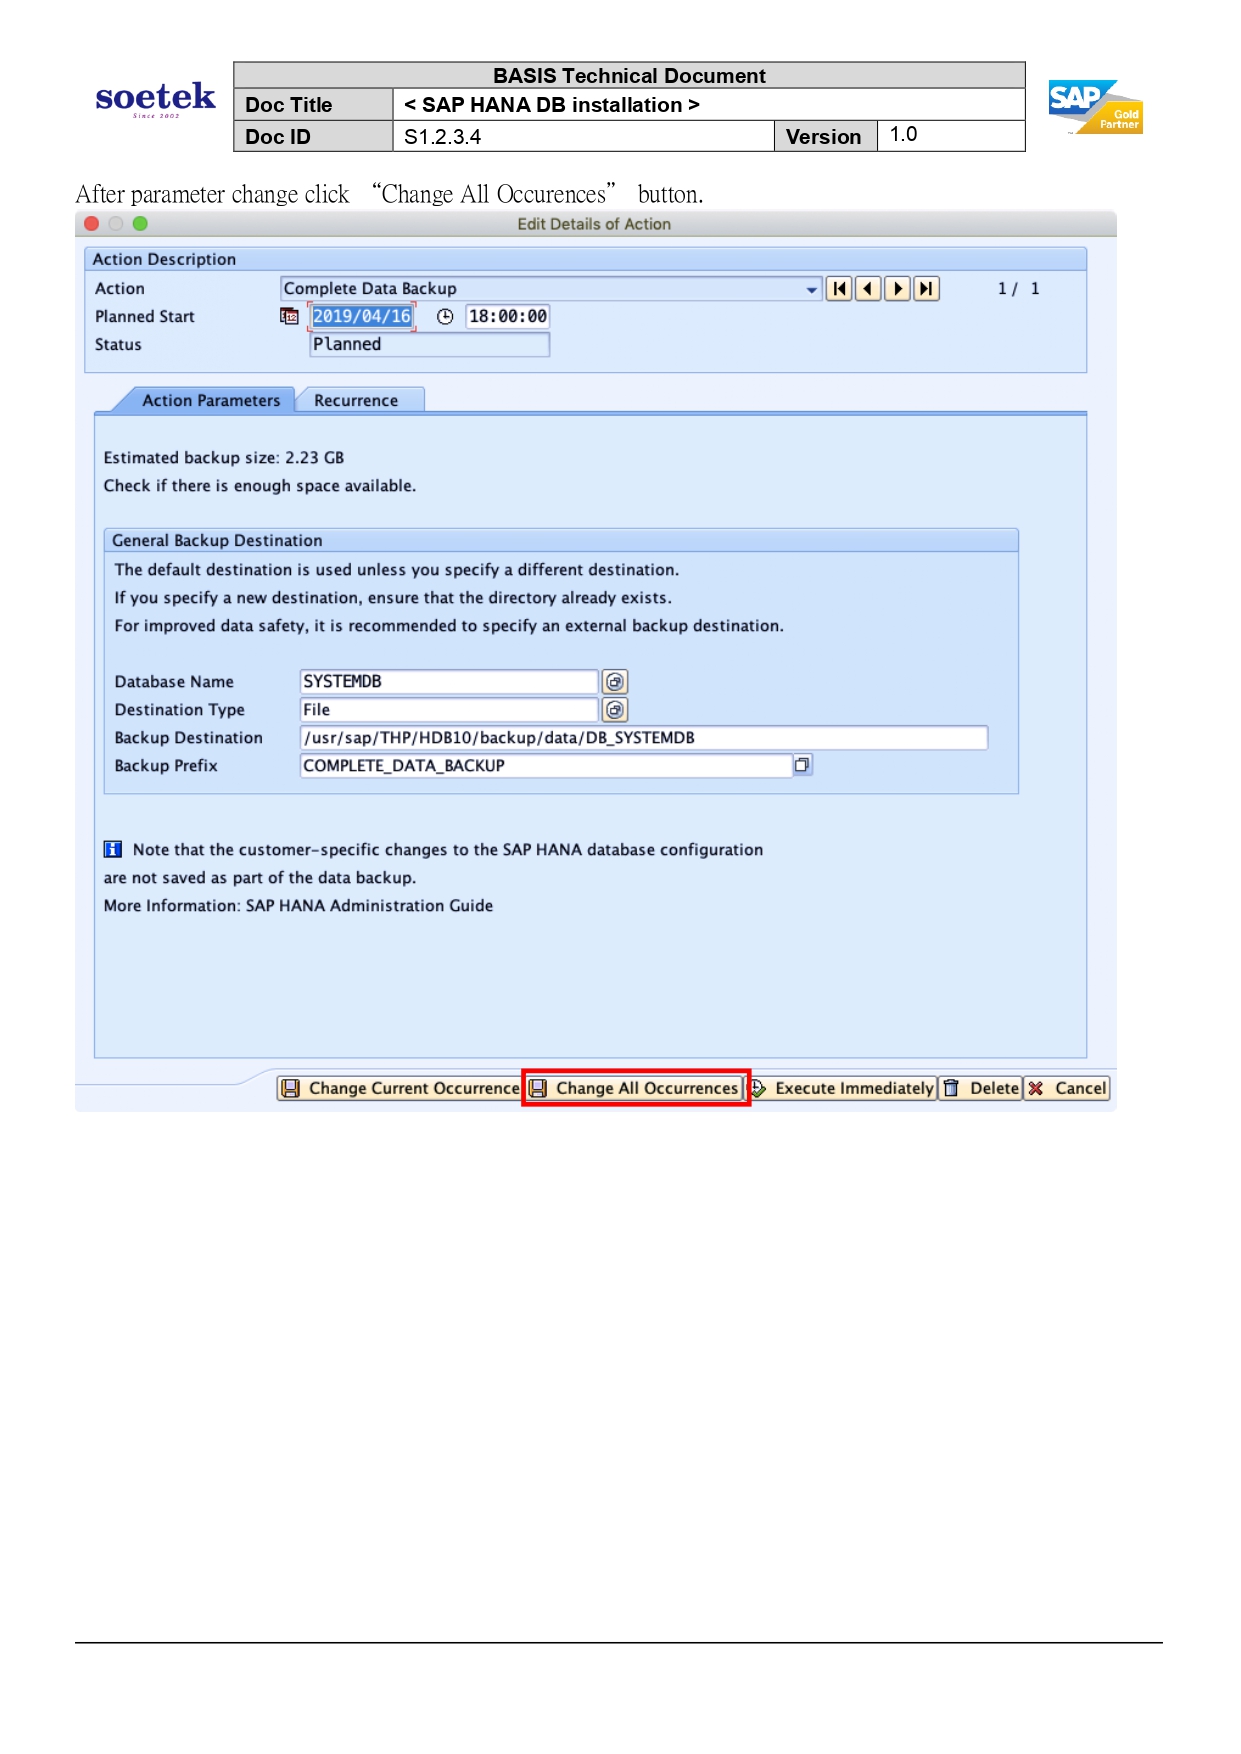 soetek
Since 2002
BASIS Technical Document
Doc Title < SAP HANA DB installation >
Doc ID S1.2.3.4 Version 1.0
SAP
Gold
Partner
After parameter change click “Change All Occurences” button.
Edit Details of Action
Action Description
Action Complete Data Backup 1 / 1
Planned Start 12 2019/04/16 18:00:00
Status Planned
Action Parameters Recurrence
Estimated backup size: 2.23 GB
Check if there is enough space available.
General Backup Destination
The default destination is used unless you specify a different destination.
If you specify a new destination, ensure that the directory already exists.
For improved data safety, it is recommended to specify an external backup destination.
Database Name SYSTEMDB
Destination Type File
Backup Destination /usr/sap/THP/HDB10/backup/data/DB_SYSTEMDB
Backup Prefix COMPLETE_DATA_BACKUP
Note that the customer-specific changes to the SAP HANA database configuration
are not saved as part of the data backup.
More Information: SAP HANA Administration Guide
Change Current Occurrence Change All Occurrences Execute Immediately Delete Cancel